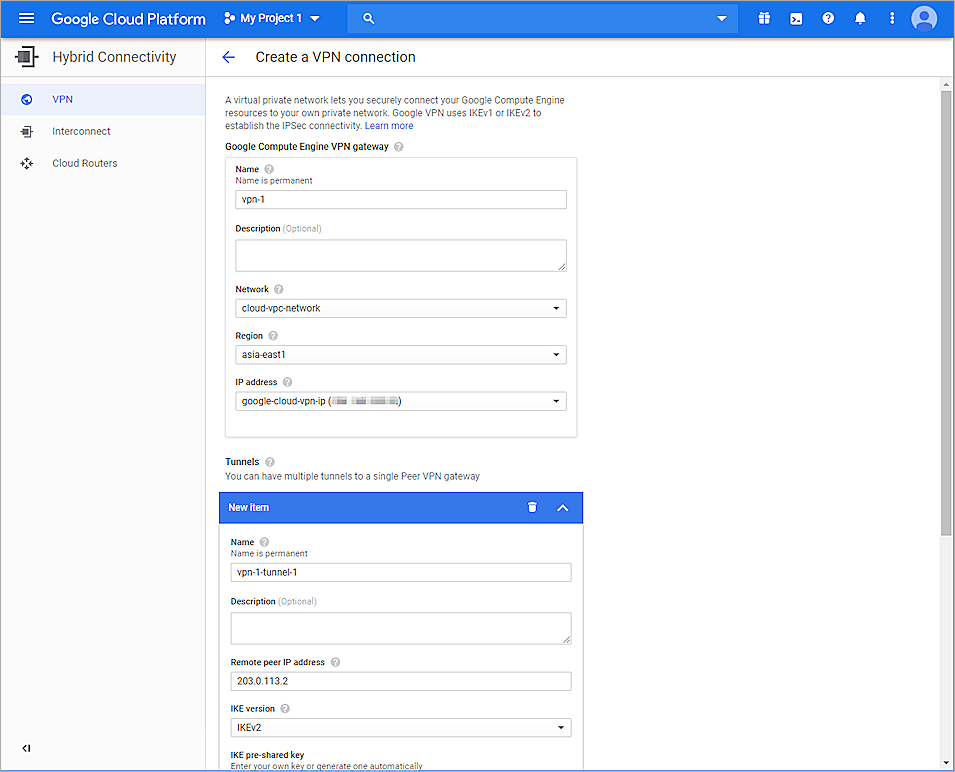 Google Cloud Platform
My Project 1
Hybrid Connectivity
Create a VPN connection
VPN
Interconnect
Cloud Routers
A virtual private network lets you securely connect your Google Compute Engine
resources to your own private network. Google VPN uses IKEv1 or IKEv2 to
establish the IPSec connectivity. Learn more
Google Compute Engine VPN gateway
Name
Name is permanent
vpn-1
Description (Optional)
Network
cloud-vpc-network
Region
asia-east1
IP address
google-cloud-vpn-ip ( )
Tunnels
You can have multiple tunnels to a single Peer VPN gateway
New item
Name
Name is permanent
vpn-1-tunnel-1
Description (Optional)
Remote peer IP address
203.0.113.2
IKE version
IKEv2
IKE pre-shared key
Enter your own key or generate one automatically